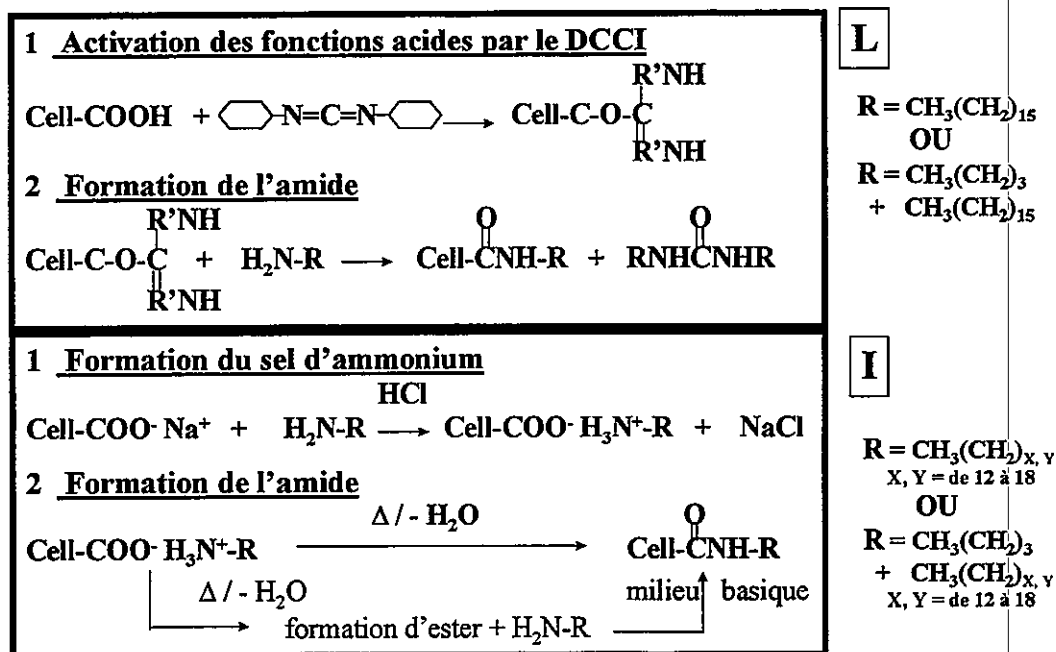 1 Activation des fonctions acides par le DCCI
R'NH
Cell-COOH + -N=C=N- Cell-C-O-C
R'NH
2 Formation de l'amide
R'NH
O
O
Cell-C-O-C + H₂N-R → Cell-CNH-R + RNHCNHR
R'NH
L
R = CH₃(CH₂)₁₅
OU
R = CH₃(CH₂)₃
+ CH₃(CH₂)₁₅
1 Formation du sel d'ammonium
HCl
Cell-COO⁻ Na⁺ + H₂N-R → Cell-COO⁻ H₃N⁺-R + NaCl
2 Formation de l'amide
Δ / - H₂O
O
Cell-COO⁻ H₃N⁺-R → Cell-CNH-R
Δ / - H₂O
milieu basique
formation d'ester + H₂N-R
I
R = CH₃(CH₂)X, Y
X, Y = de 12 à 18
OU
R = CH₃(CH₂)₃
+ CH₃(CH₂)X, Y
X, Y = de 12 à 18